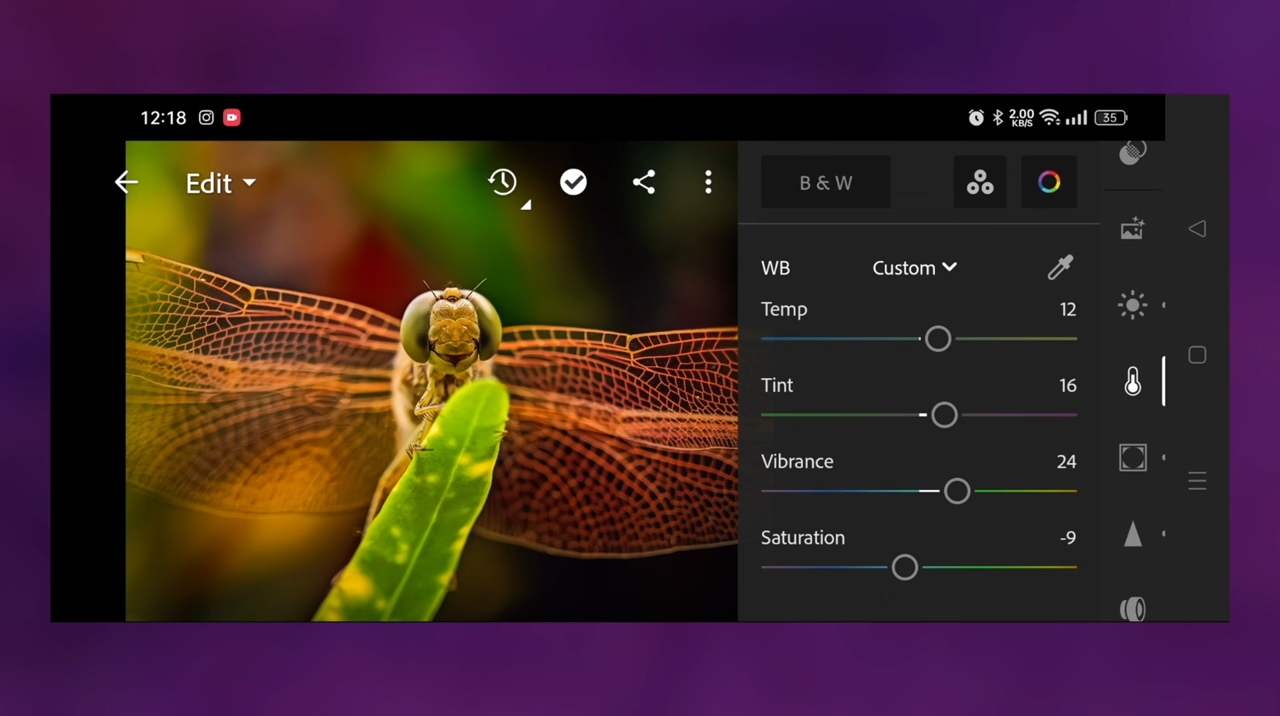 12:18
2.00
KB/S
35
Edit
B & W
WB
Custom
Temp
12
Tint
16
Vibrance
24
Saturation
-9